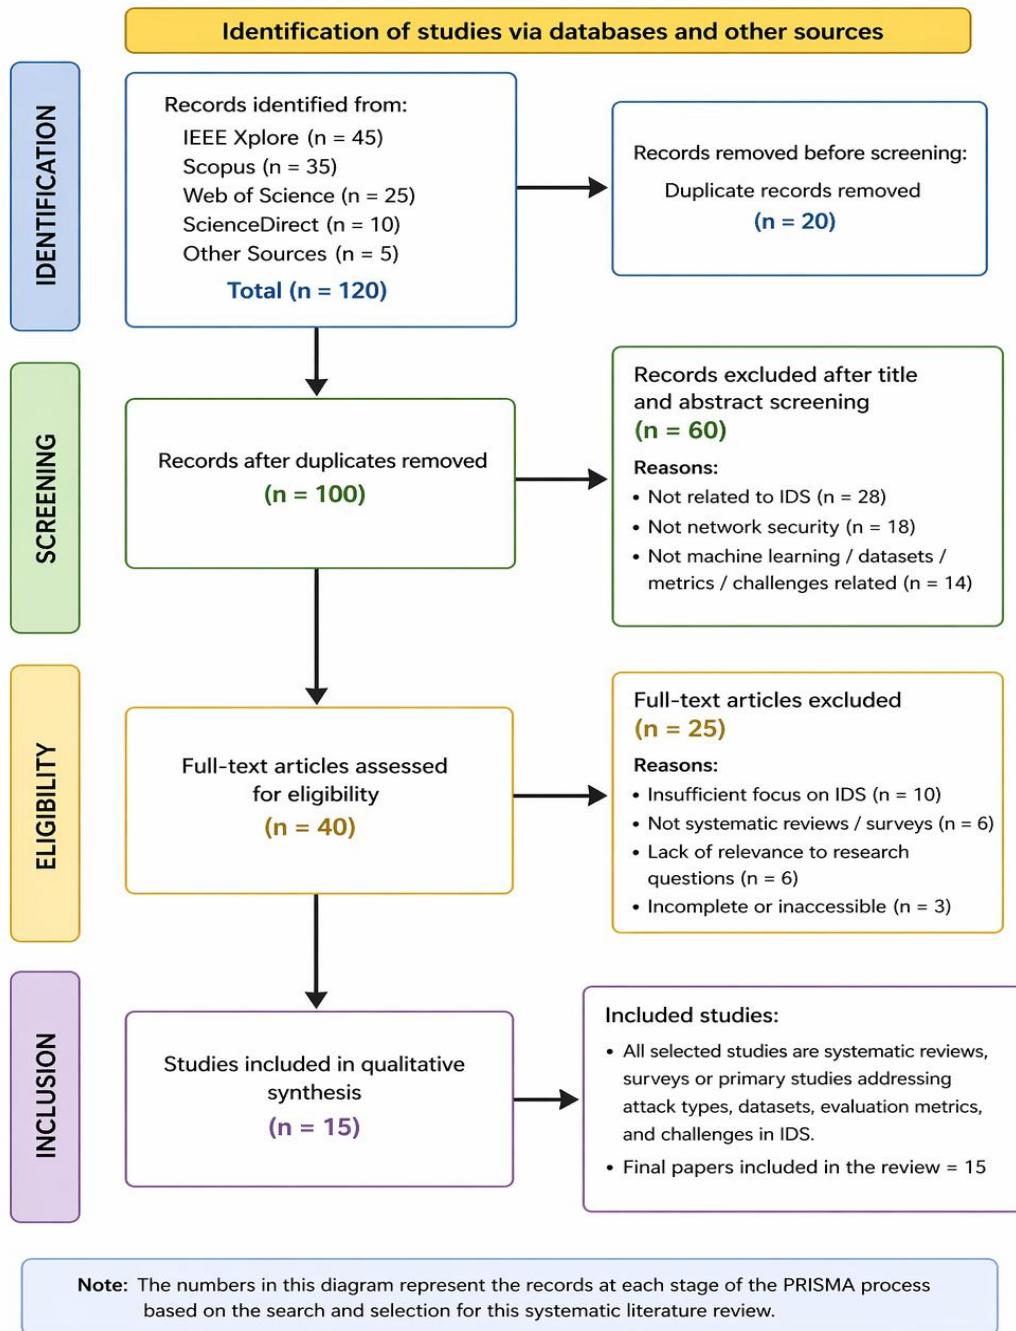 Identification of studies via databases and other sources
IDENTIFICATION
Records identified from:
IEEE Xplore (n = 45)
Scopus (n = 35)
Web of Science (n = 25)
ScienceDirect (n = 10)
Other Sources (n = 5)
Total (n = 120)
Records removed before screening:
Duplicate records removed
(n = 20)
SCREENING
Records after duplicates removed
(n = 100)
Records excluded after title
and abstract screening
(n = 60)
Reasons:
• Not related to IDS (n = 28)
• Not network security (n = 18)
• Not machine learning / datasets /
metrics / challenges related (n = 14)
ELIGIBILITY
Full-text articles assessed
for eligibility
(n = 40)
Full-text articles excluded
(n = 25)
Reasons:
• Insufficient focus on IDS (n = 10)
• Not systematic reviews / surveys (n = 6)
• Lack of relevance to research
questions (n = 6)
• Incomplete or inaccessible (n = 3)
INCLUSION
Studies included in qualitative
synthesis
(n = 15)
Included studies:
• All selected studies are systematic reviews,
surveys or primary studies addressing
attack types, datasets, evaluation metrics,
and challenges in IDS.
• Final papers included in the review = 15
Note: The numbers in this diagram represent the records at each stage of the PRISMA process
based on the search and selection for this systematic literature review.